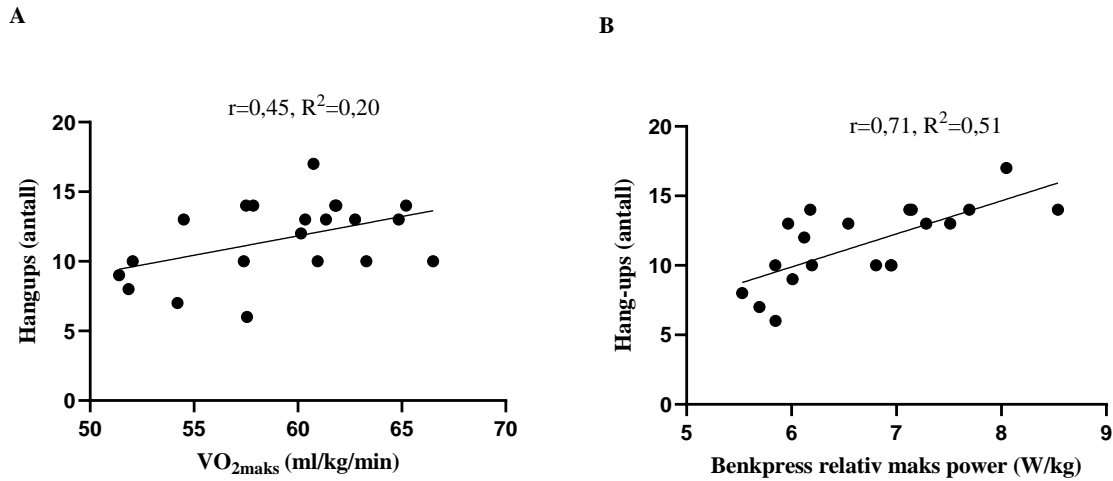 A
r=0,45, R²=0,20
20
15
10
5
0
50 55 60 65 70
Hangups (antall)
VO₂maks (ml/kg/min)
B
r=0,71, R²=0,51
20
15
10
5
0
5 6 7 8 9
Hang-ups (antall)
Benkpress relativ maks power (W/kg)